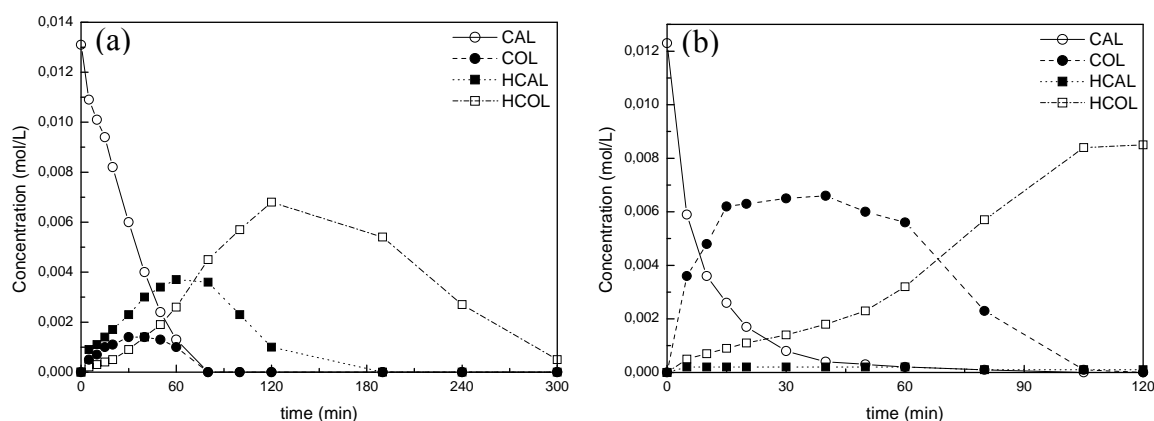 (a)
CAL
COL
HCAL
HCOL
0,014
0,012
0,010
0,008
0,006
0,004
0,002
0,000
Concentration (mol/L)
0
60
120
180
240
300
time (min)
(b)
CAL
COL
HCAL
HCOL
0,012
0,010
0,008
0,006
0,004
0,002
0,000
Concentration (mol/L)
0
30
60
90
120
time (min)